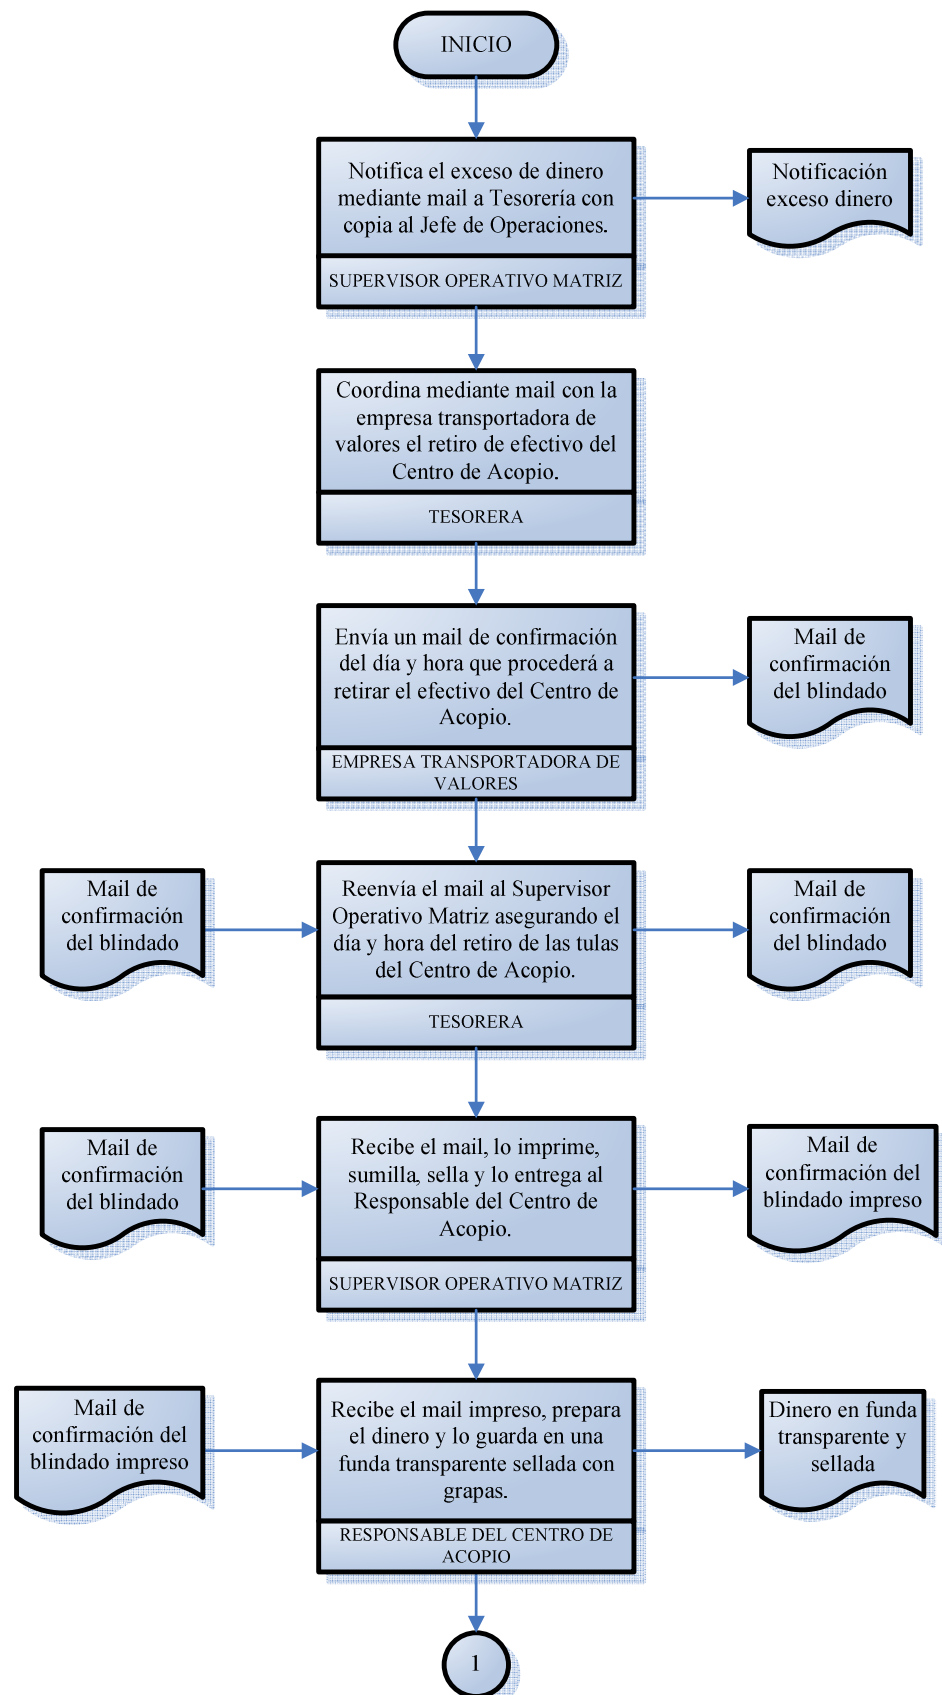 INICIO
Notifica el exceso de dinero
mediante mail a Tesorería con
copia al Jefe de Operaciones.
SUPERVISOR OPERATIVO MATRIZ
Notificación
exceso dinero
Coordina mediante mail con la
empresa transportadora de
valores el retiro de efectivo del
Centro de Acopio.
TESORERA
Envía un mail de confirmación
del día y hora que procederá a
retirar el efectivo del Centro de
Acopio.
EMPRESA TRANSPORTADORA DE
VALORES
Mail de
confirmación
del blindado
Mail de
confirmación
del blindado
Reenvía el mail al Supervisor
Operativo Matriz asegurando el
día y hora del retiro de las tulas
del Centro de Acopio.
TESORERA
Mail de
confirmación
del blindado
Mail de
confirmación
del blindado
Recibe el mail, lo imprime,
sumilla, sella y lo entrega al
Responsable del Centro de
Acopio.
SUPERVISOR OPERATIVO MATRIZ
Mail de
confirmación del
blindado impreso
Mail de
confirmación del
blindado impreso
Recibe el mail impreso, prepara
el dinero y lo guarda en una
funda transparente sellada con
grapas.
RESPONSABLE DEL CENTRO DE
ACOPIO
Dinero en funda
transparente y
sellada
1